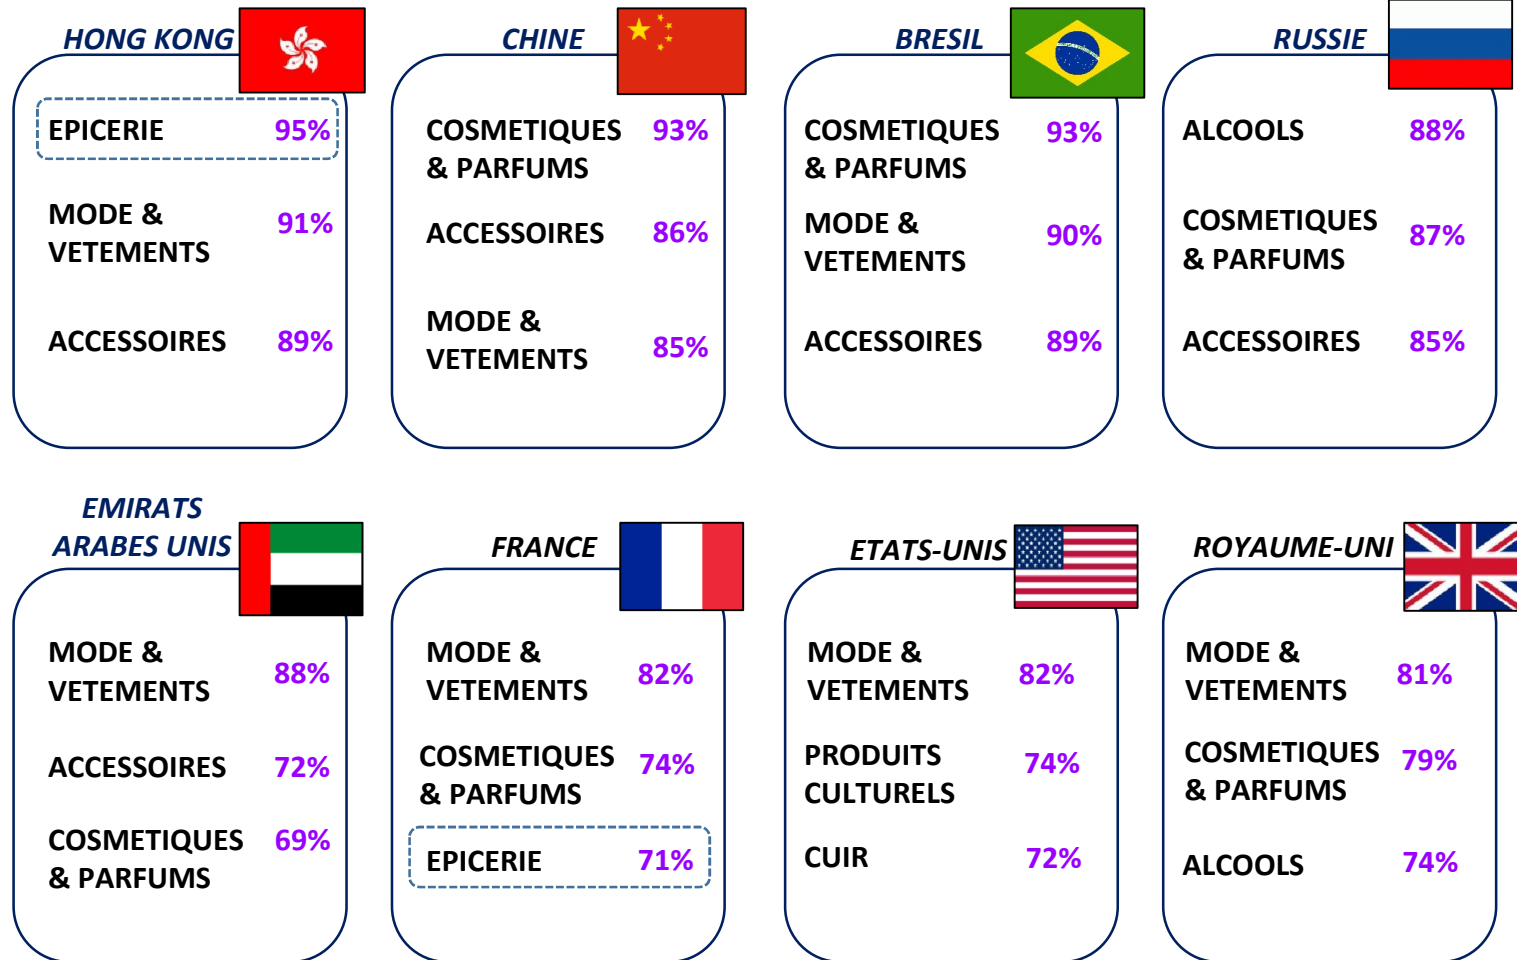 HONG KONG
EPICERIE 95%
MODE &
VETEMENTS 91%
ACCESSOIRES 89%
CHINE
COSMETIQUES 93%
& PARFUMS
ACCESSOIRES 86%
MODE &
VETEMENTS 85%
BRESIL
COSMETIQUES 93%
& PARFUMS
MODE & 90%
VETEMENTS
ACCESSOIRES 89%
RUSSIE
ALCOOLS 88%
COSMETIQUES 87%
& PARFUMS
ACCESSOIRES 85%
EMIRATS
ARABES UNIS
MODE & 88%
VETEMENTS
ACCESSOIRES 72%
COSMETIQUES 69%
& PARFUMS
FRANCE
MODE & 82%
VETEMENTS
COSMETIQUES 74%
& PARFUMS
EPICERIE 71%
ETATS-UNIS
MODE & 82%
VETEMENTS
PRODUITS 74%
CULTURELS
CUIR 72%
ROYAUME-UNI
MODE & 81%
VETEMENTS
COSMETIQUES 79%
& PARFUMS
ALCOOLS 74%